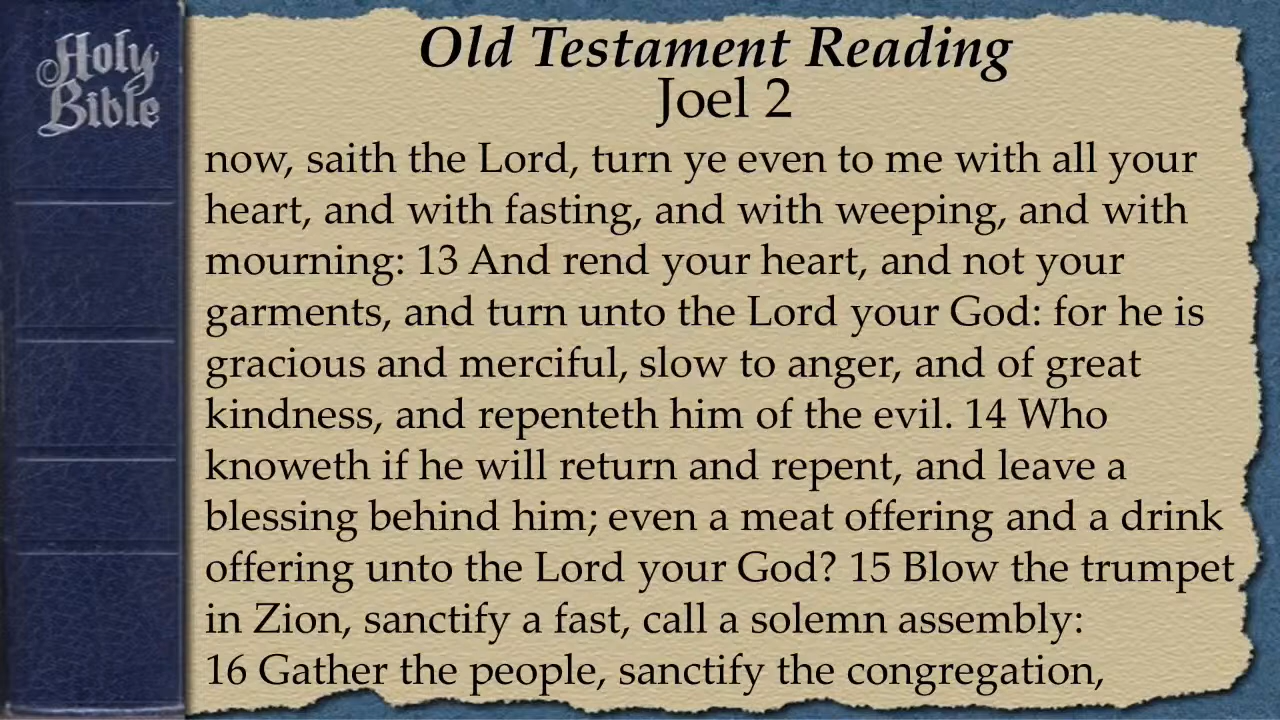 Holy
Bible
Old Testament Reading
Joel 2
now, saith the Lord, turn ye even to me with all your
heart, and with fasting, and with weeping, and with
mourning: 13 And rend your heart, and not your
garments, and turn unto the Lord your God: for he is
gracious and merciful, slow to anger, and of great
kindness, and repenteth him of the evil. 14 Who
knoweth if he will return and repent, and leave a
blessing behind him; even a meat offering and a drink
offering unto the Lord your God? 15 Blow the trumpet
in Zion, sanctify a fast, call a solemn assembly:
16 Gather the people, sanctify the congregation,